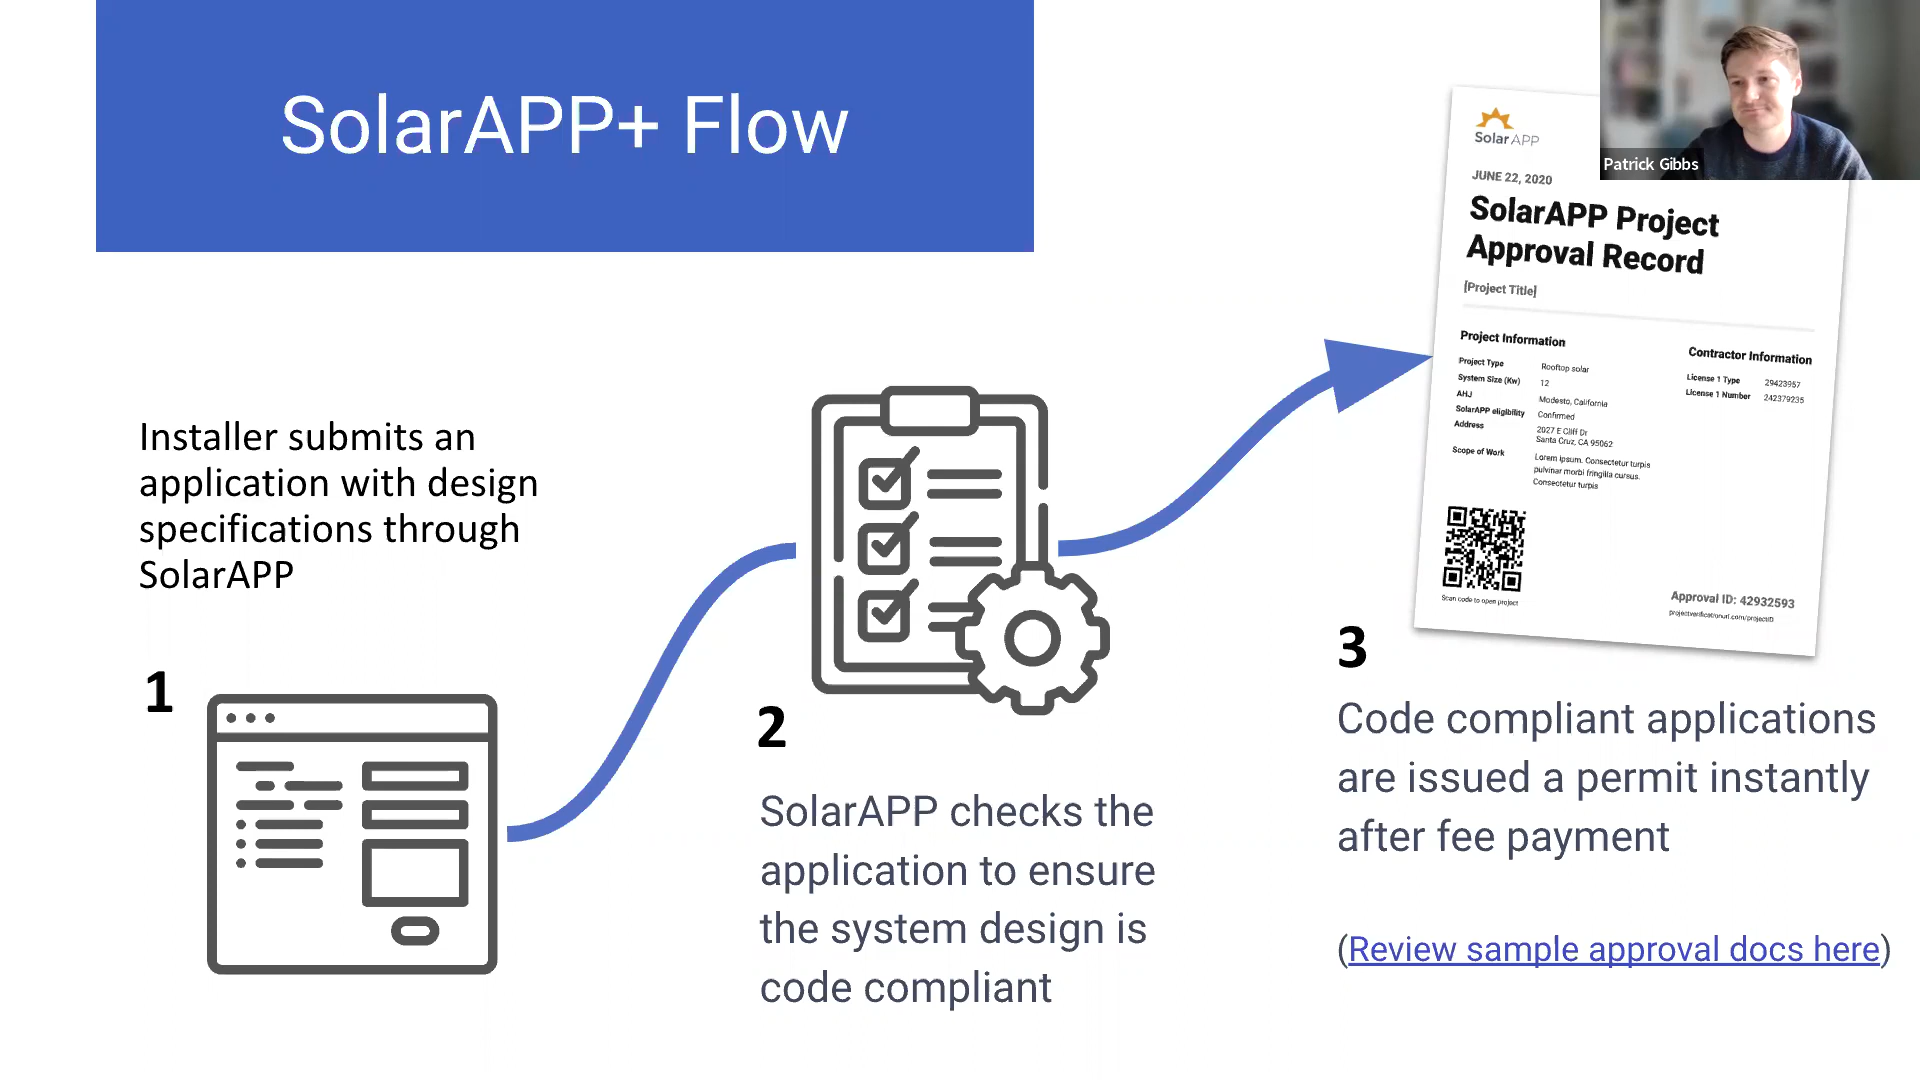 SolarAPP+ Flow
Patrick Gibbs
Installer submits an
application with design
specifications through
SolarAPP
1
2
SolarAPP checks the
application to ensure
the system design is
code compliant
SolarAPP
JUNE 22, 2020
SolarAPP Project
Approval Record
[Project Title]
Project Information
Project Type Rooftop solar
System Size (Kw) 12
AHJ Modesto, California
SolarAPP eligibility Confirmed
Address 2027 E Cliff Dr
Santa Cruz, CA 95062
Scope of Work Lorem ipsum. Consectetur turpis
pulvinar morbi fringilla cursus.
Consectetur turpis
Contractor Information
License 1 Type 29423957
License 1 Number 242379235
Scan code to open project
Approval ID: 42932593
projectverificationurl.com/projectID
3
Code compliant applications
are issued a permit instantly
after fee payment
(Review sample approval docs here)